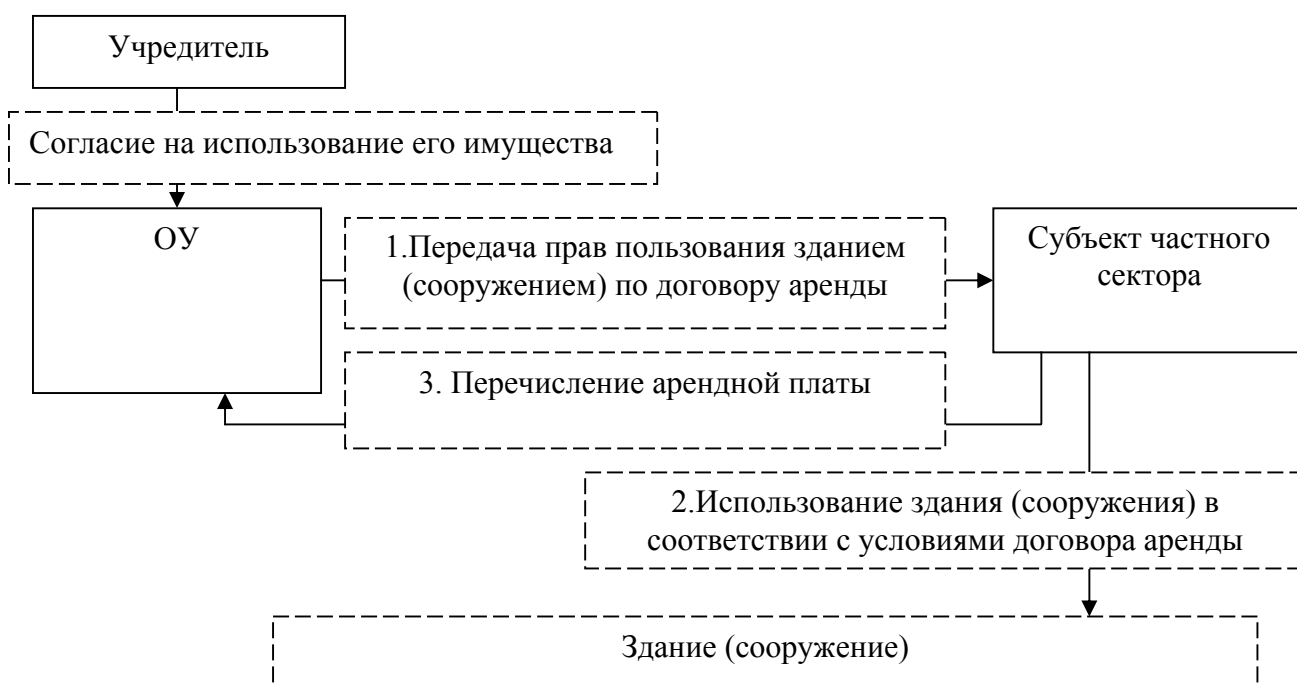 Учредитель
Согласие на использование его имущества
ОУ
1.Передача прав пользования зданием
(сооружением) по договору аренды
Субъект частного
сектора
3. Перечисление арендной платы
2.Использование здания (сооружения) в
соответствии с условиями договора аренды
Здание (сооружение)